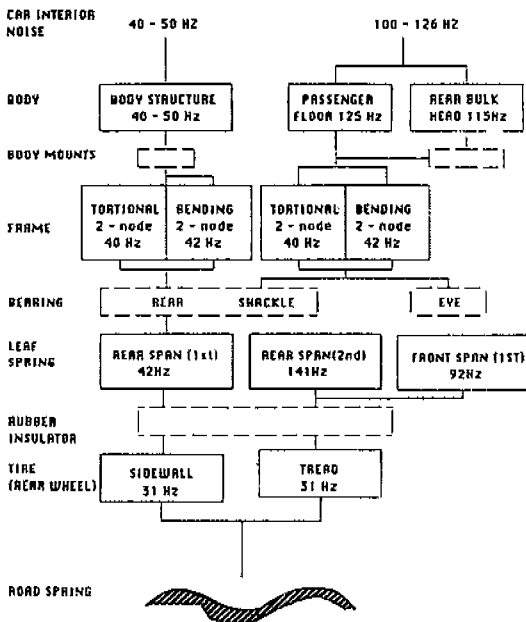 CAR INTERIOR
NOISE
40 - 50 HZ
100 - 126 HZ
BODY
BODY STRUCTURE
40 - 50 Hz
PASSENGER
FLOOR 125 Hz
REAR BULK
HEAD 115Hz
BODY MOUNTS
FRAME
TORTIONAL
2 - node
40 Hz
BENDING
2 - node
42 Hz
TORTIONAL
2 - node
40 Hz
BENDING
2 - node
42 Hz
BEARING
REAR SHACKLE
EYE
LEAF
SPRING
REAR SPAN (1st)
42Hz
REAR SPAN(2nd)
141Hz
FRONT SPAN (1ST)
92Hz
RUBBER
INSULATOR
TIRE
(REAR WHEEL)
SIDEWALL
31 Hz
TREAD
31 Hz
ROAD SPRING